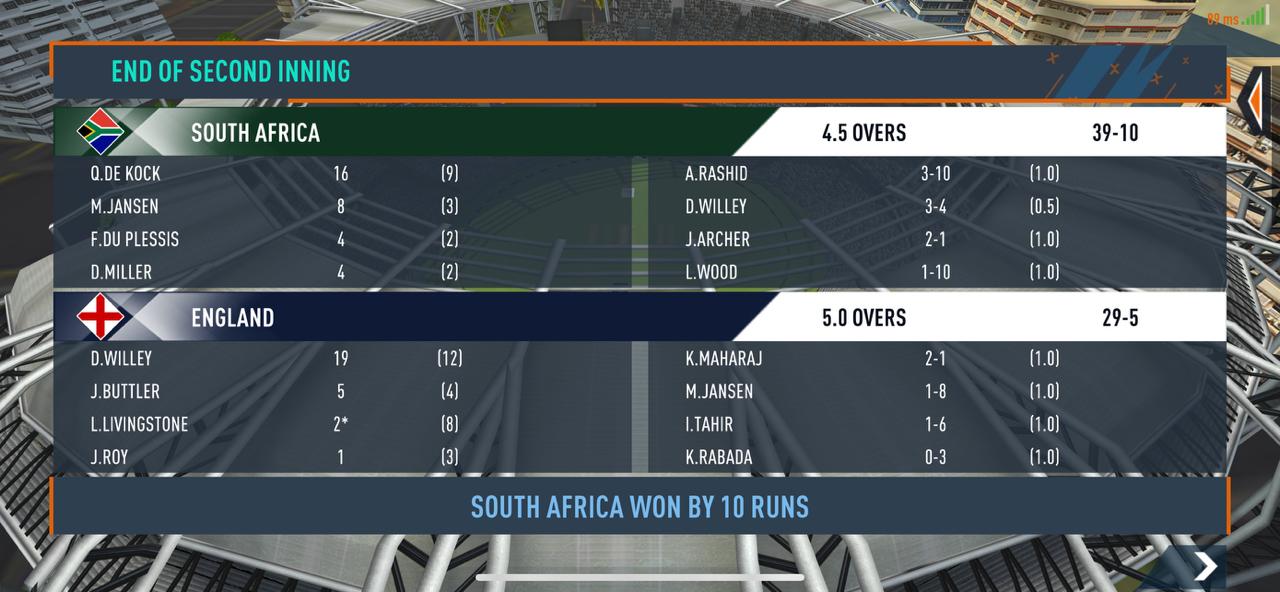 89 ms
END OF SECOND INNING
SOUTH AFRICA 4.5 OVERS 39-10
Q.DE KOCK 16 (9) A.RASHID 3-10 (1.0)
M.JANSEN 8 (3) D.WILLEY 3-4 (0.5)
F.DU PLESSIS 4 (2) J.ARCHER 2-1 (1.0)
D.MILLER 4 (2) L.WOOD 1-10 (1.0)
ENGLAND 5.0 OVERS 29-5
D.WILLEY 19 (12) K.MAHARAJ 2-1 (1.0)
J.BUTTLER 5 (4) M.JANSEN 1-8 (1.0)
L.LIVINGSTONE 2* (8) I.TAHIR 1-6 (1.0)
J.ROY 1 (3) K.RABADA 0-3 (1.0)
SOUTH AFRICA WON BY 10 RUNS